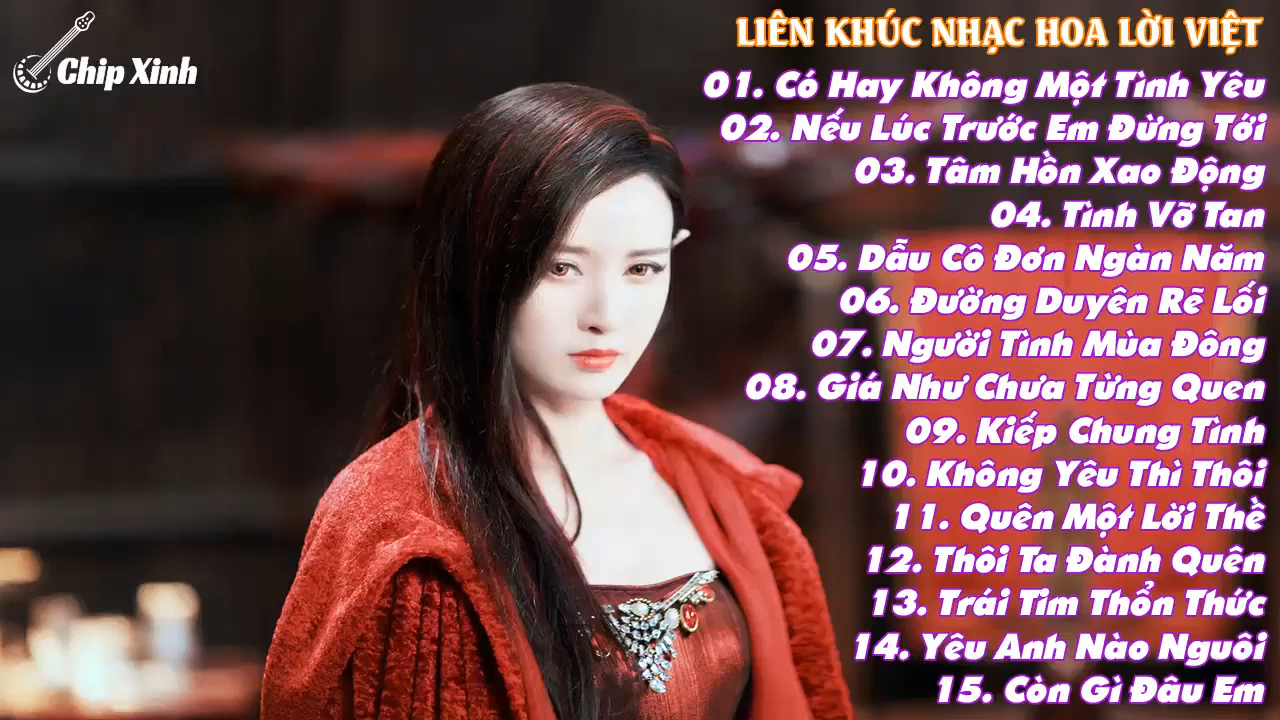 Chip Xinh
LIÊN KHÚC NHẠC HOA LỜI VIỆT
01. Có Hay Không Một Tình Yêu
02. Nếu Lúc Trước Em Đừng Tới
03. Tâm Hồn Xao Động
04. Tình Vỡ Tan
05. Dẫu Cô Đơn Ngàn Năm
06. Đường Duyên Rẽ Lối
07. Người Tình Mùa Đông
08. Giá Như Chưa Từng Quen
09. Kiếp Chung Tình
10. Không Yêu Thì Thôi
11. Quên Một Lời Thề
12. Thôi Ta Đành Quên
13. Trái Tim Thổn Thức
14. Yêu Anh Nào Nguôi
15. Còn Gì Đâu Em